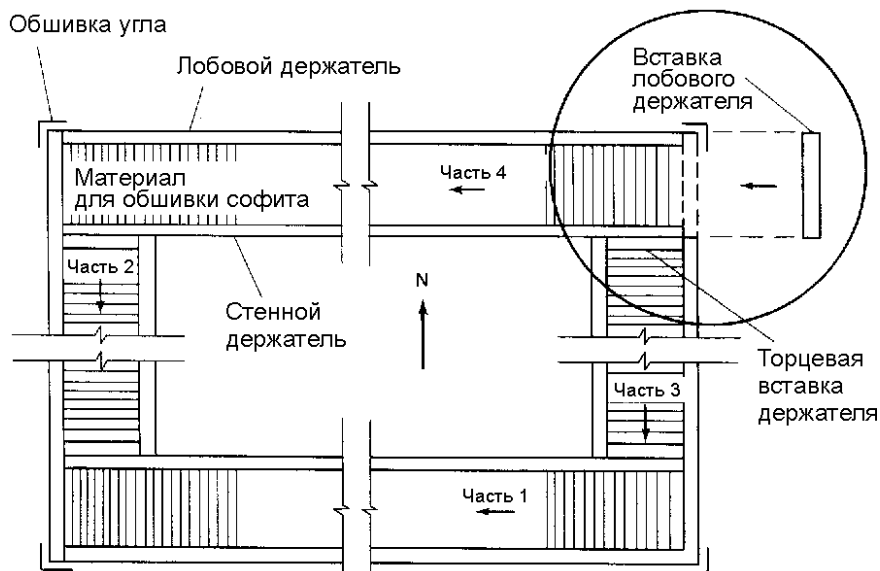 Обшивка угла
Лобовой держатель
Вставка
лобового
держателя
Часть 4
Материал
для обшивки софита
Часть 2
N
Стенной
держатель
Торцевая
вставка
держателя
Часть 3
Часть 1